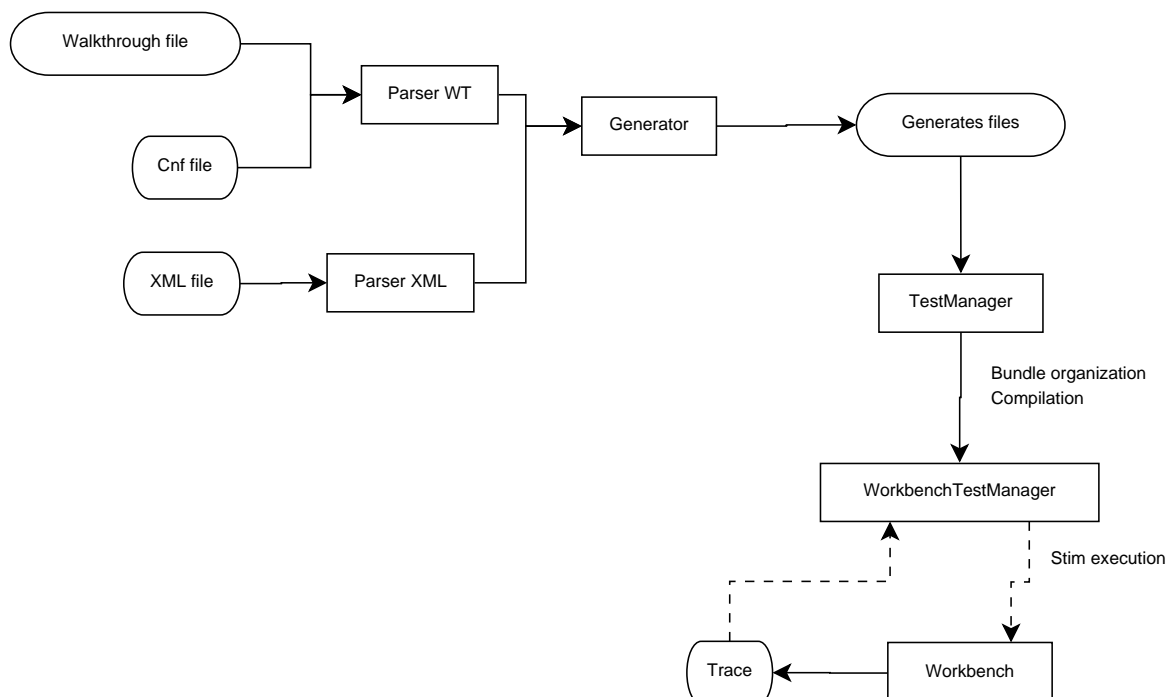 Walkthrough file
Parser WT
Generator
Generates files
Cnf file
XML file
Parser XML
TestManager
Bundle organization
Compilation
WorkbenchTestManager
Stim execution
Trace
Workbench